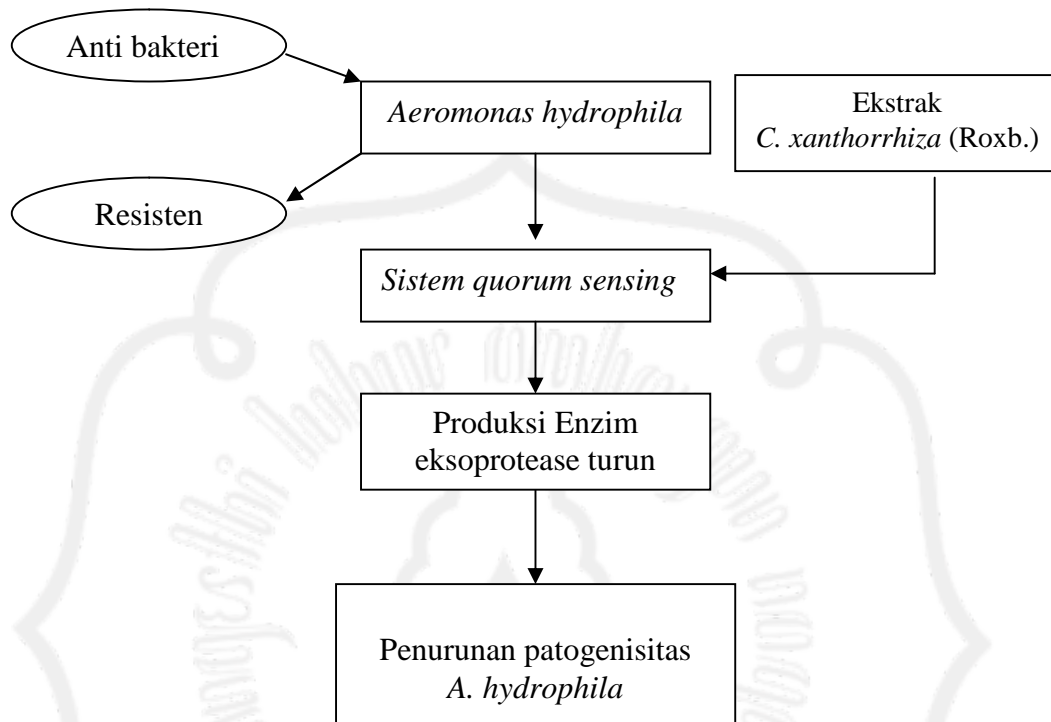 Anti bakteri
Aeromonas hydrophila
Ekstrak
C. xanthorrhiza (Roxb.)
Resisten
Sistem quorum sensing
Produksi Enzim
eksoprotease turun
Penurunan patogenisitas
A. hydrophila